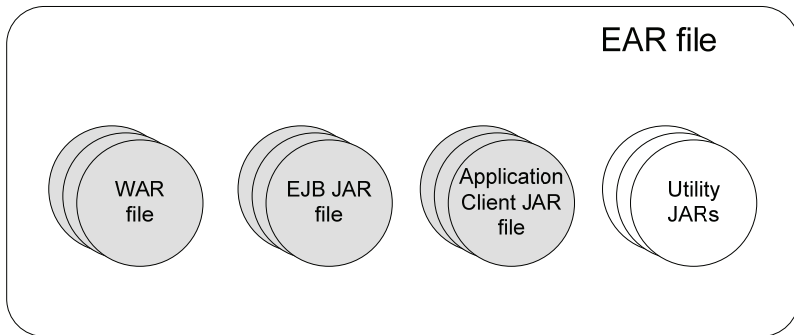 EAR file
WAR
file
EJB JAR
file
Application
Client JAR
file
Utility
JARs